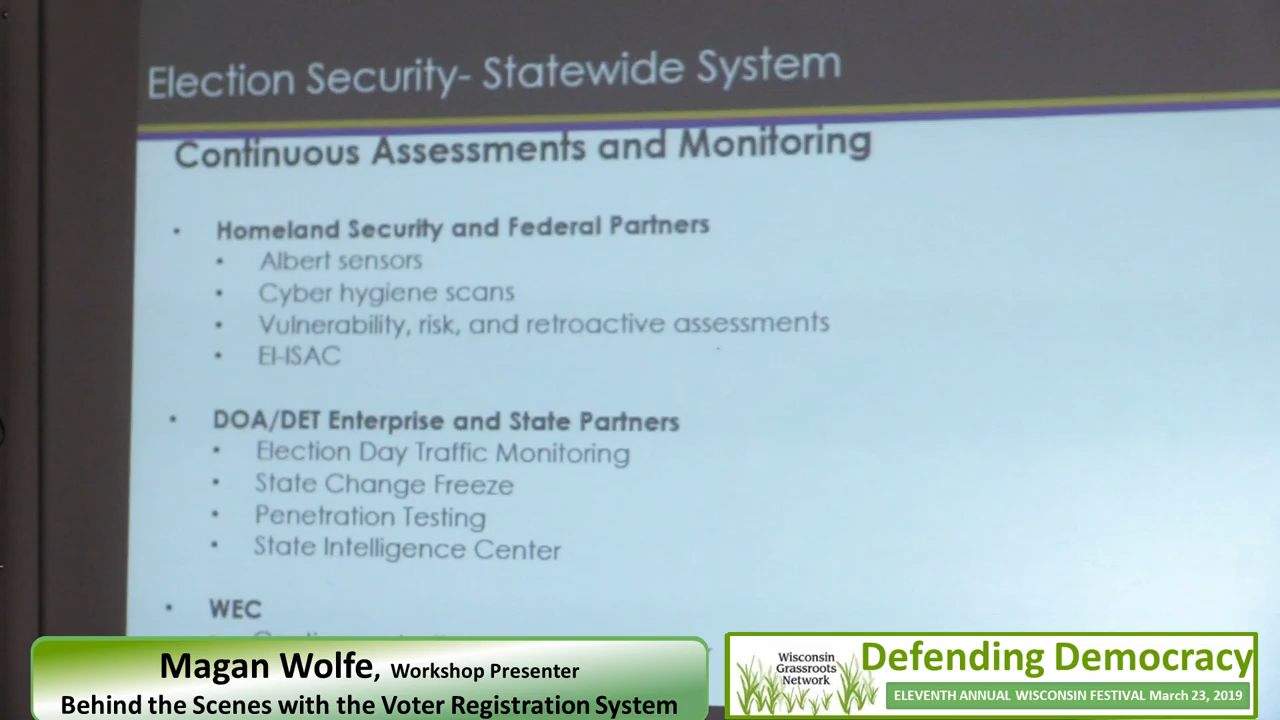 Election Security- Statewide System
Continuous Assessments and Monitoring
• Homeland Security and Federal Partners
• Albert sensors
• Cyber hygiene scans
• Vulnerability, risk, and retroactive assessments
• EI-ISAC
• DOA/DET Enterprise and State Partners
• Election Day Traffic Monitoring
• State Change Freeze
• Penetration Testing
• State Intelligence Center
• WEC
Magan Wolfe, Workshop Presenter
Behind the Scenes with the Voter Registration System
Wisconsin
Grassroots
Network
Defending Democracy
ELEVENTH ANNUAL WISCONSIN FESTIVAL March 23, 2019